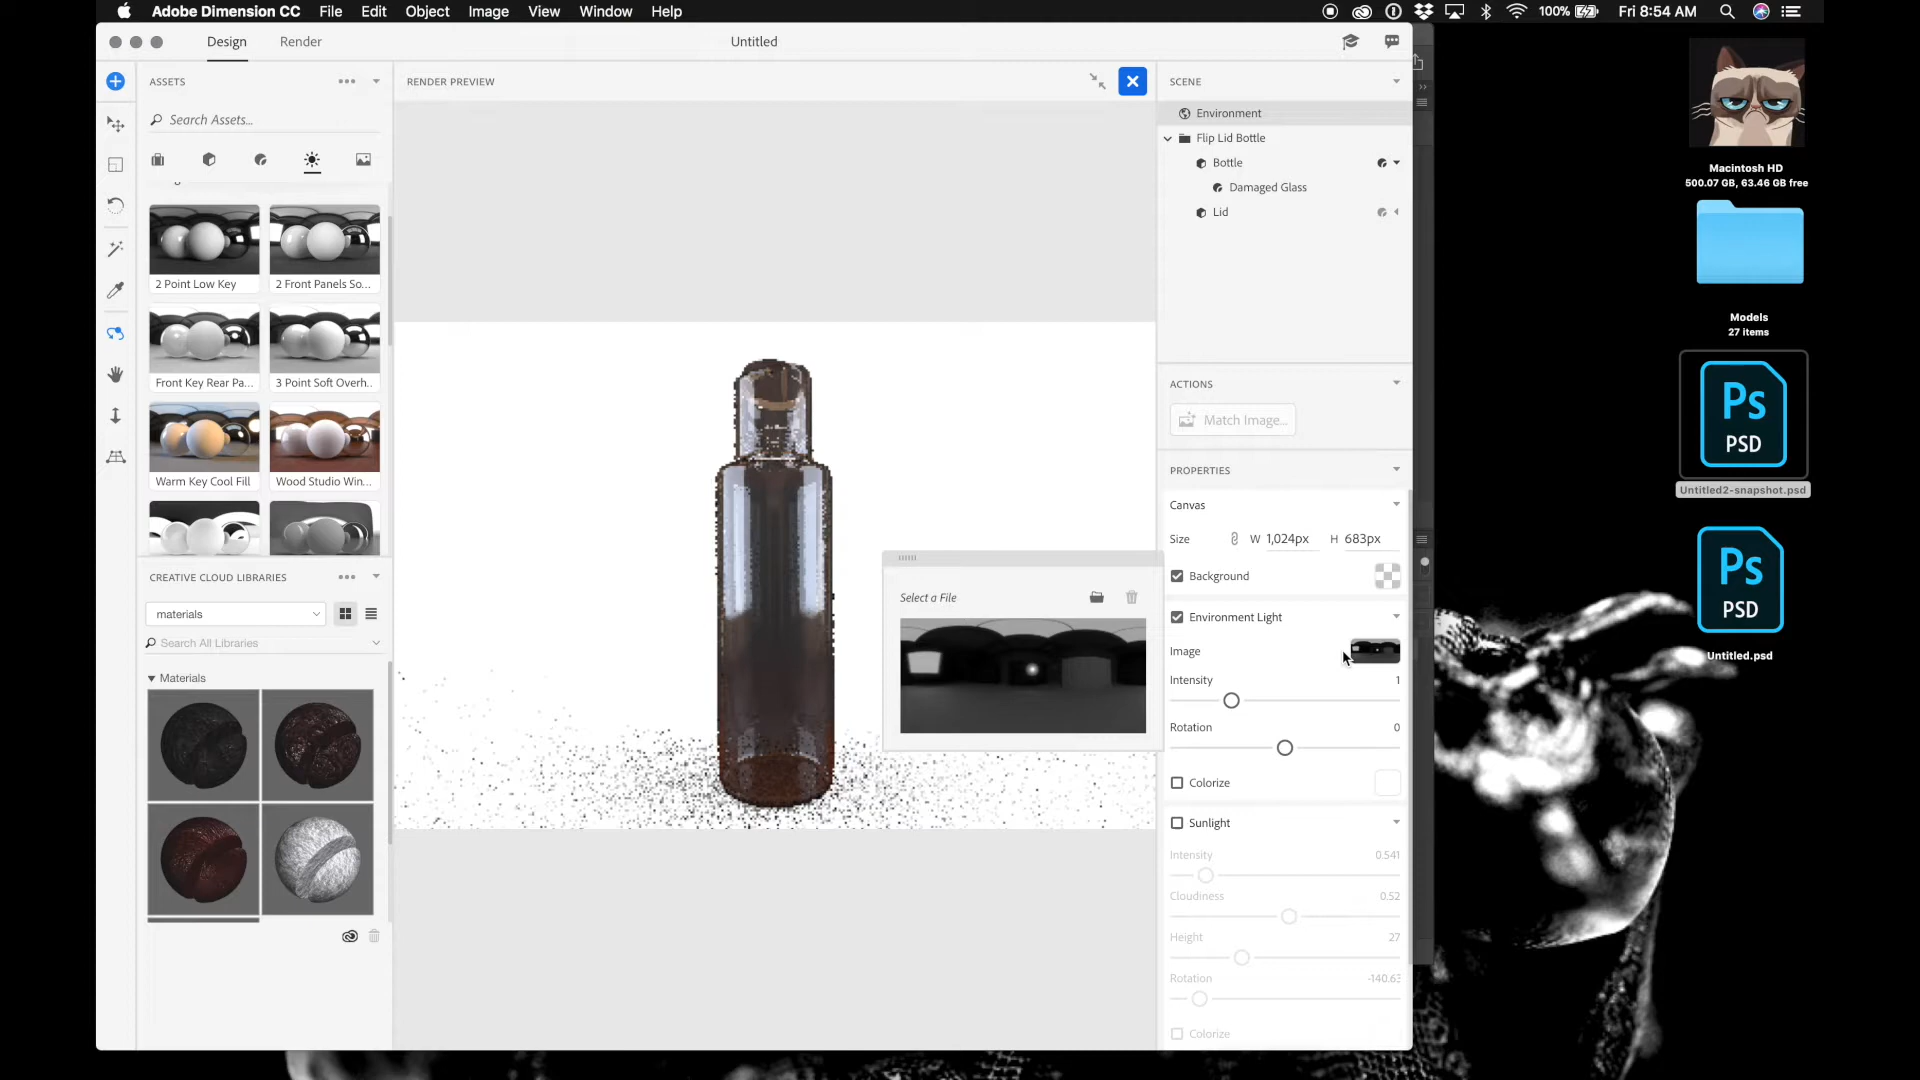 Adobe Dimension CC File Edit Object Image View Window Help
100% Fri 8:54 AM
Design Render Untitled
ASSETS
Search Assets...
2 Point Low Key
2 Front Panels So...
Front Key Rear Pa...
3 Point Soft Overh..
Warm Key Cool Fill
Wood Studio Win...
CREATIVE CLOUD LIBRARIES
materials
Search All Libraries
Materials
RENDER PREVIEW
Select a File
SCENE
Environment
Flip Lid Bottle
Bottle
Damaged Glass
Lid
ACTIONS
Match Image...
PROPERTIES
Canvas
Size W 1,024px H 683px
Background
Environment Light
Image
Intensity 1
Rotation 0
Colorize
Sunlight
Intensity 0.541
Cloudiness 0.52
Height 27
Rotation -140.63
Colorize
Macintosh HD
500.07 GB, 63.46 GB free
Models
27 items
Ps
PSD
Untitled2-snapshot.psd
Ps
PSD
Untitled.psd